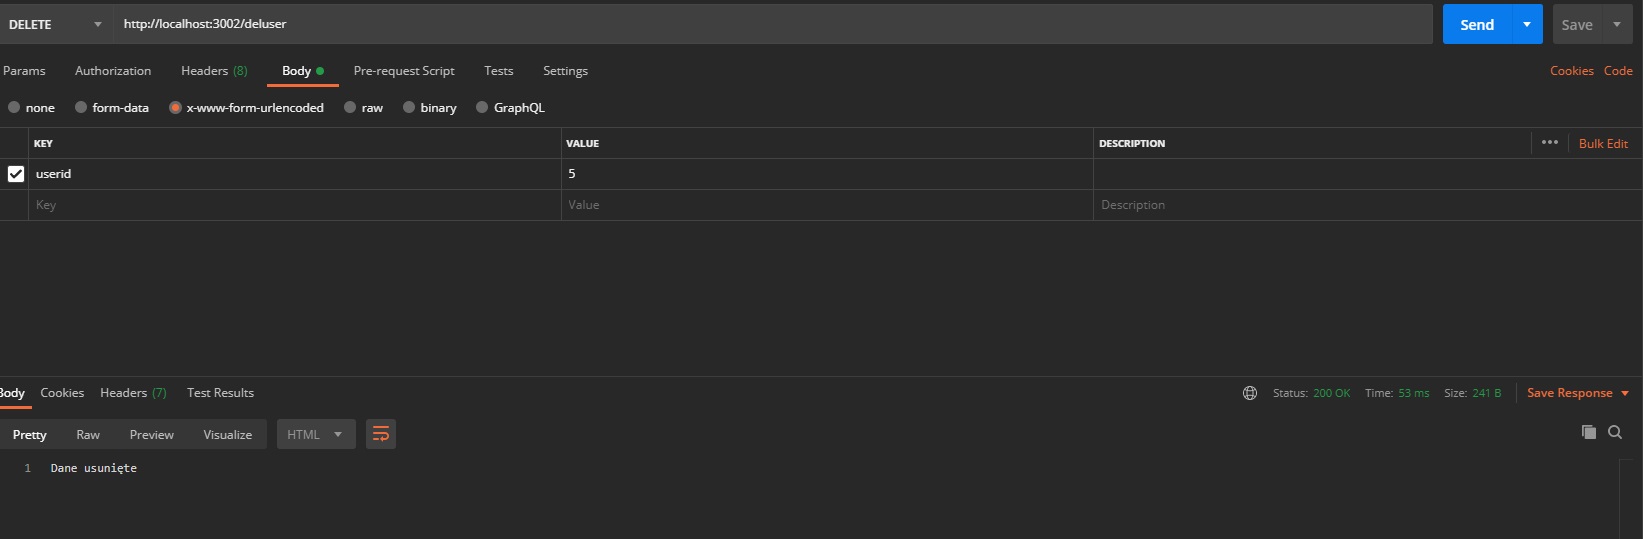 DELETE http://localhost:3002/deluser Send Save
Params Authorization Headers (8) Body Pre-request Script Tests Settings Cookies Code
none form-data x-www-form-urlencoded raw binary GraphQL
KEY VALUE DESCRIPTION ••• Bulk Edit
userid 5
Key Value Description
Body Cookies Headers (7) Test Results Status: 200 OK Time: 53 ms Size: 241 B Save Response
Pretty Raw Preview Visualize HTML
1 Dane usunięte